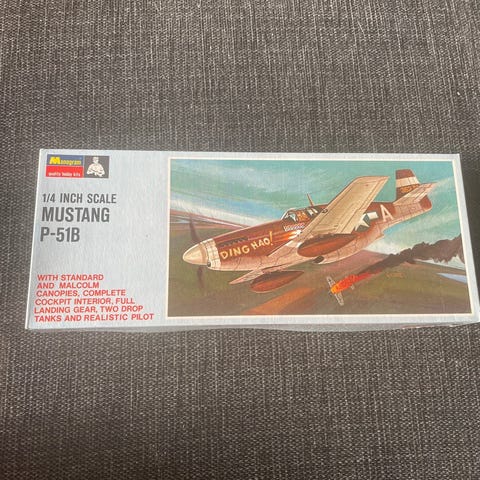 Monogram
quality hobby kits
1/4 INCH SCALE
MUSTANG
P-51B
WITH STANDARD
AND MALCOLM
CANOPIES, COMPLETE
COCKPIT INTERIOR, FULL
LANDING GEAR, TWO DROP
TANKS AND REALISTIC PILOT
DING HAO!
A